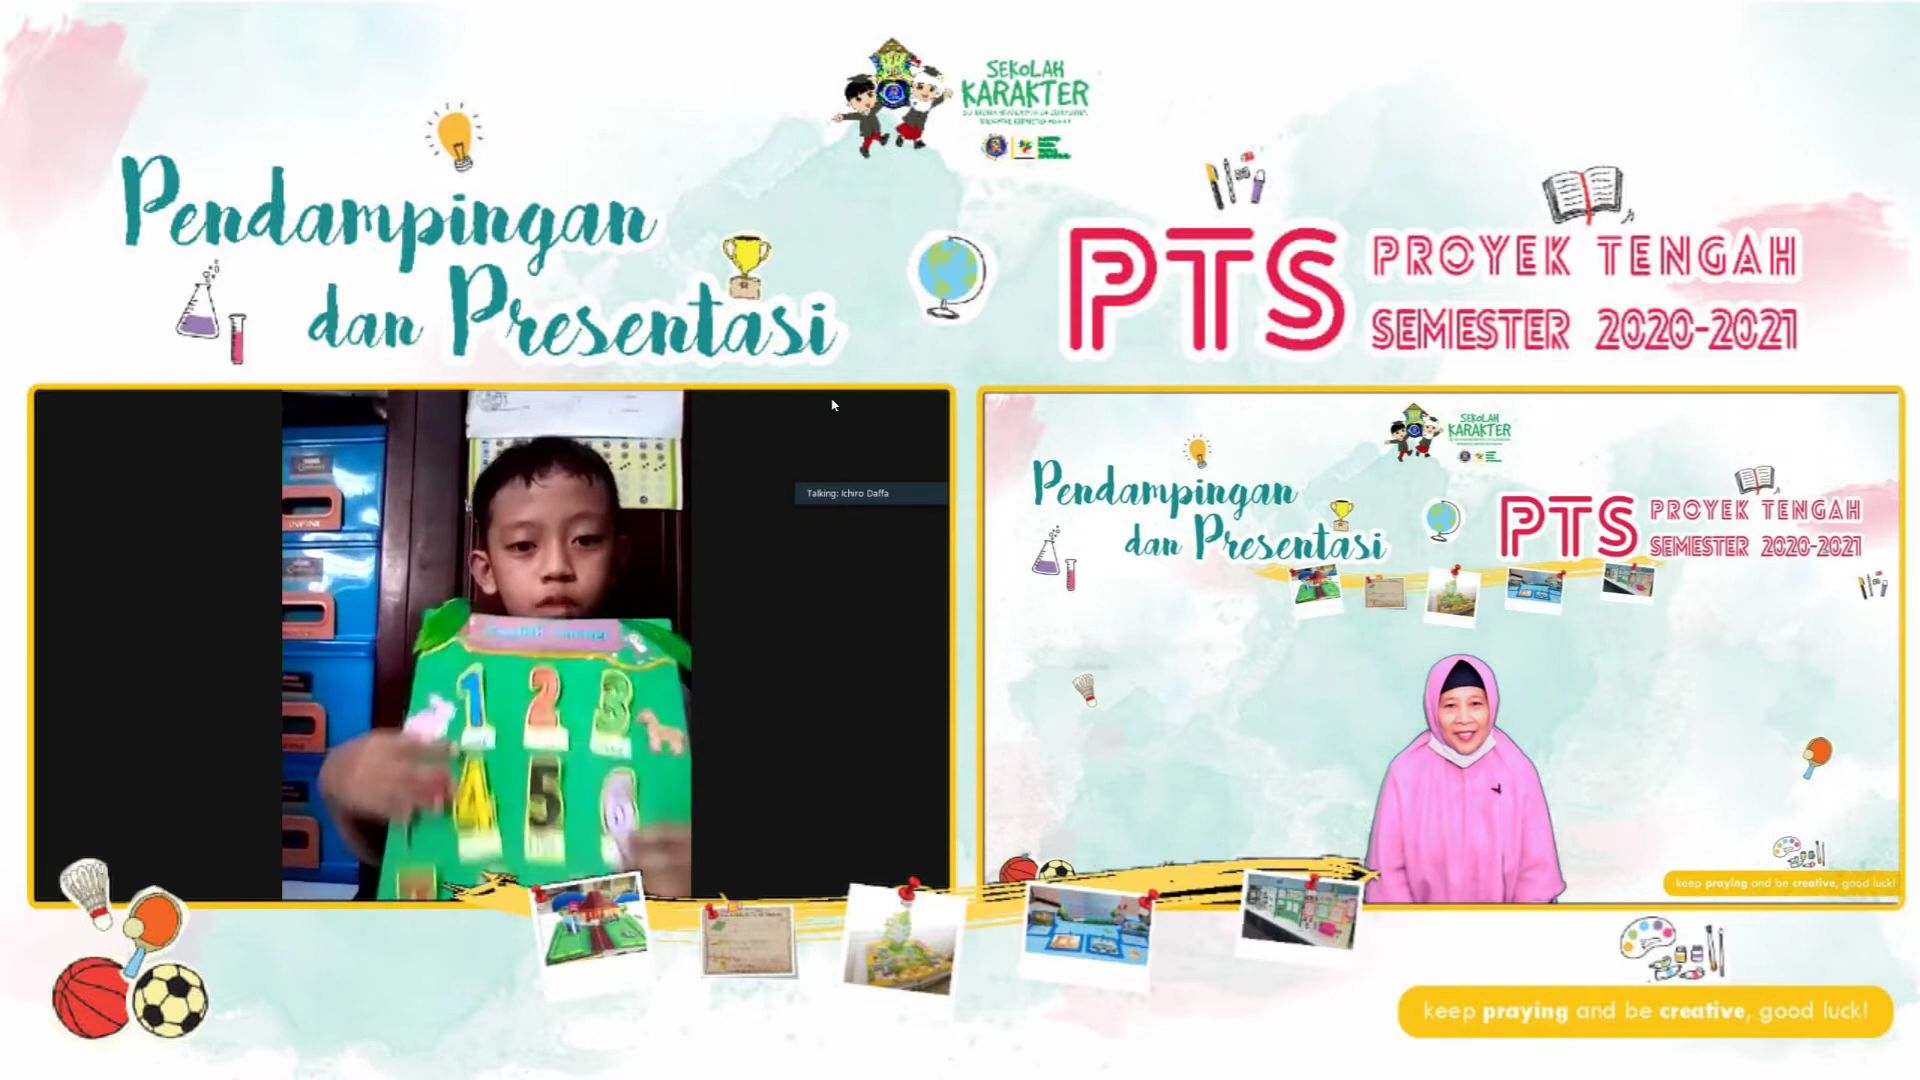 SEKOLAH
KARAKTER
Pendampingan
dan Presentasi
PTS
PROYEK TENGAH
SEMESTER 2020-2021
Talking: Ichiro Daffa
1 2 3
4 5 6
INFINI
SEKOLAH
KARAKTER
Pendampingan
dan Presentasi
PTS
PROYEK TENGAH
SEMESTER 2020-2021
keep praying and be creative, good luck!
keep praying and be creative, good luck!